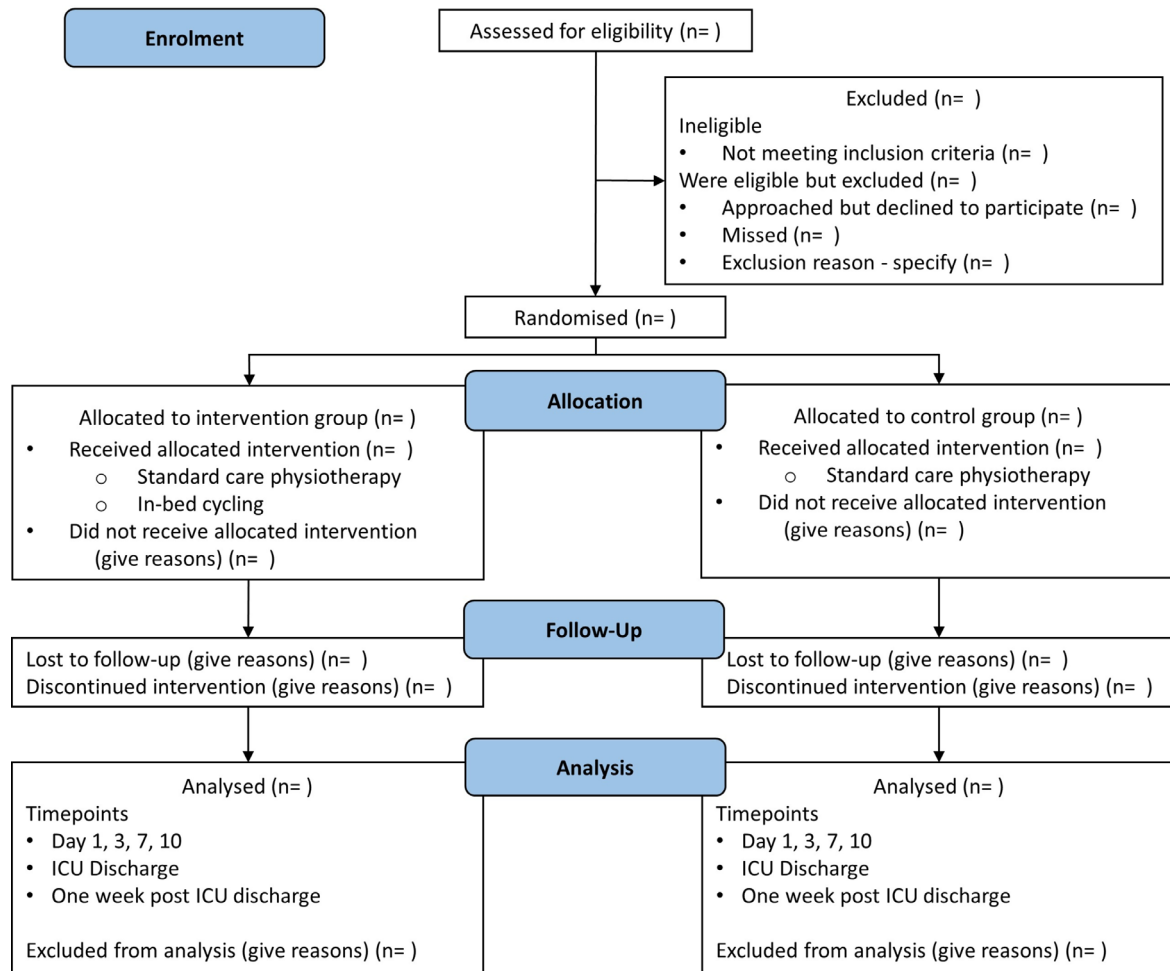 Enrolment
Assessed for eligibility (n= )
Excluded (n= )
Ineligible
• Not meeting inclusion criteria (n= )
Were eligible but excluded (n= )
• Approached but declined to participate (n= )
• Missed (n= )
• Exclusion reason - specify (n= )
Randomised (n= )
Allocation
Allocated to intervention group (n= )
• Received allocated intervention (n= )
o Standard care physiotherapy
o In-bed cycling
• Did not receive allocated intervention
(give reasons) (n= )
Allocated to control group (n= )
• Received allocated intervention (n= )
o Standard care physiotherapy
• Did not receive allocated intervention
(give reasons) (n= )
Follow-Up
Lost to follow-up (give reasons) (n= )
Discontinued intervention (give reasons) (n= )
Lost to follow-up (give reasons) (n= )
Discontinued intervention (give reasons) (n= )
Analysis
Analysed (n= )
Timepoints
• Day 1, 3, 7, 10
• ICU Discharge
• One week post ICU discharge
Excluded from analysis (give reasons) (n= )
Analysed (n= )
Timepoints
• Day 1, 3, 7, 10
• ICU Discharge
• One week post ICU discharge
Excluded from analysis (give reasons) (n= )